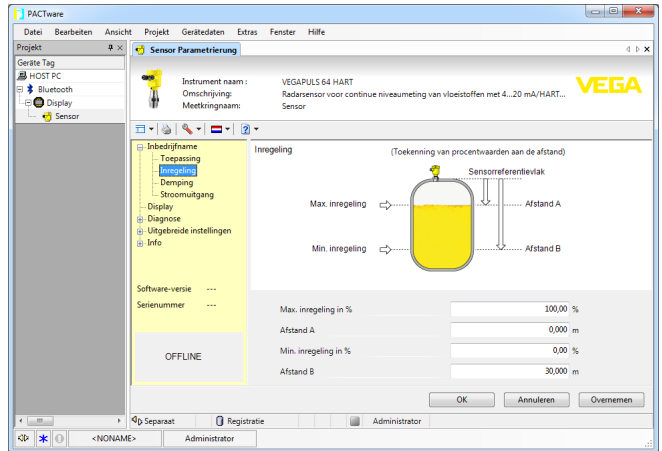 PACTware
Datei Bearbeiten Ansicht Projekt Gerätedaten Extras Fenster Hilfe
Projekt
Sensor Parametrierung
Geräte Tag
HOST PC
Bluetooth
Display
Sensor
Instrument naam : VEGAPULS 64 HART
Omschrijving: Radarsensor voor continue niveaumeting van vloeistoffen met 4...20 mA/HART...
Meetkringnaam: Sensor
VEGA
Inbedrijfname
Toepassing
Inregeling
Demping
Stroomuitgang
Display
Diagnose
Uitgebreide instellingen
Info
Software-versie ---
Serienummer ---
OFFLINE
Inregeling
(Toekenning van procentwaarden aan de afstand)
Sensorreferentievlak
Max. inregeling
Afstand A
Min. inregeling
Afstand B
Max. inregeling in % 100,00 %
Afstand A 0,000 m
Min. inregeling in % 0,00 %
Afstand B 30,000 m
OK Annuleren Overnemen
Separaat Registratie Administrator
<NONAME> Administrator